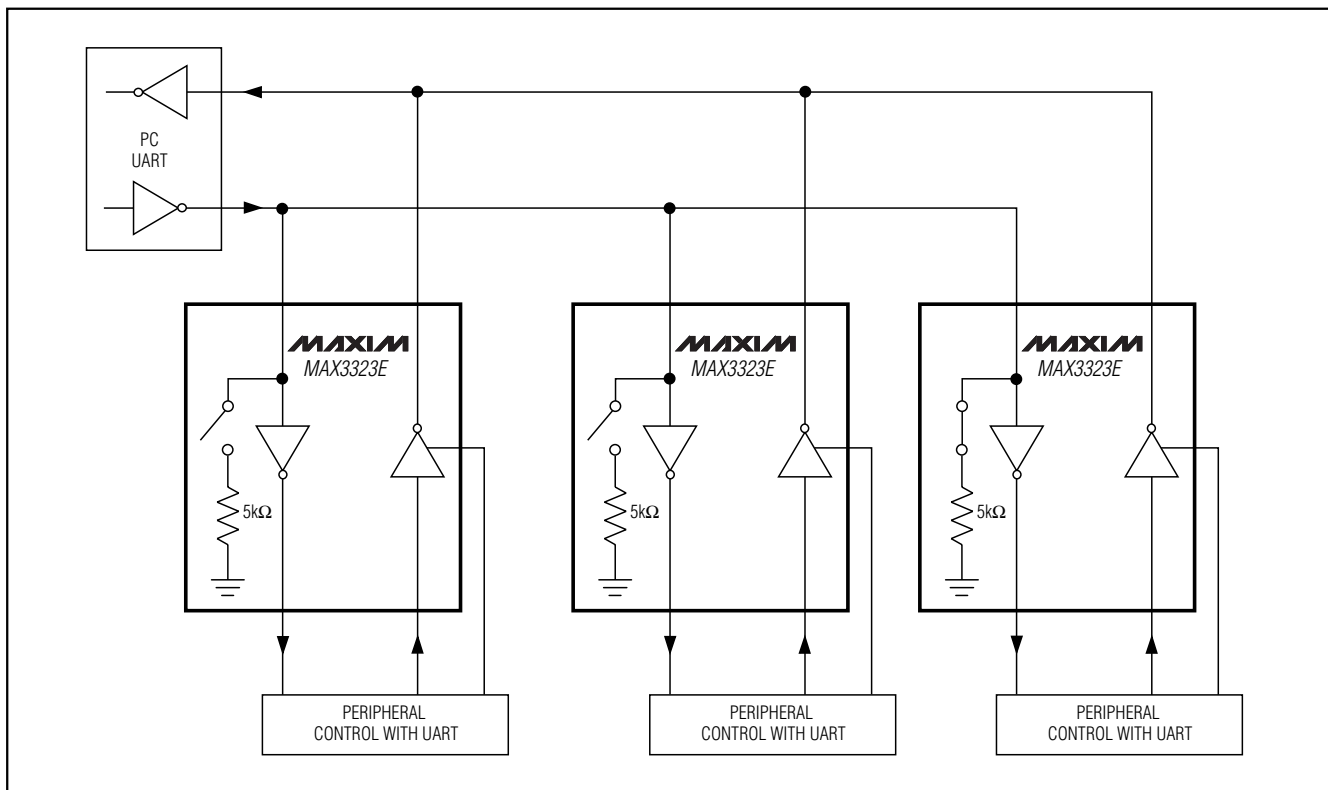 PC
UART
MAXIM
MAX3323E
5kΩ
MAXIM
MAX3323E
5kΩ
MAXIM
MAX3323E
5kΩ
PERIPHERAL
CONTROL WITH UART
PERIPHERAL
CONTROL WITH UART
PERIPHERAL
CONTROL WITH UART